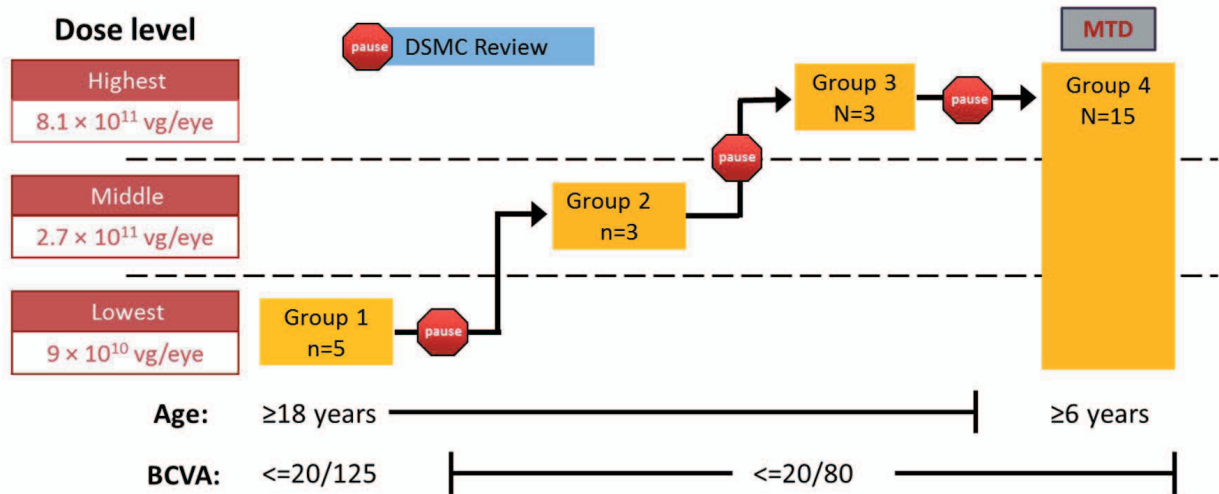 Dose level
pause DSMC Review
MTD
Highest
8.1 × 10¹¹ vg/eye
Group 3
N=3
pause
Group 4
N=15
pause
Middle
2.7 × 10¹¹ vg/eye
Group 2
n=3
Lowest
9 × 10¹⁰ vg/eye
Group 1
n=5
pause
Age: ≥18 years ≥6 years
BCVA: <=20/125 <=20/80